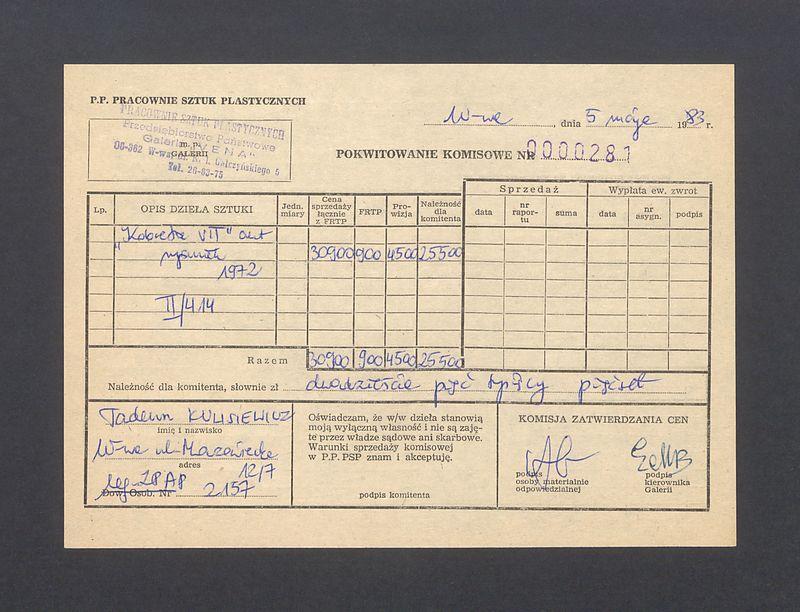 P.P. PRACOWNIE SZTUK PLASTYCZNYCH
PRACOWNIE SZTUK PLASTYCZNYCH
Przedsiębiorstwo Państwowe
m. p.
GALERII
00-362 W-wa, Gałczyńskiego 5
Tel. 26-83-75
W-wa, dnia 5 maja 1983 r.
POKWITOWANIE KOMISOWE NR 0000281
Lp.
OPIS DZIEŁA SZTUKI
Jedn. miary
Cena sprzedaży łącznie z FRTP
FRTP
Prowizja
Należność dla komitenta
Sprzedaż
data
nr raportu
suma
Wypłata ew. zwrot
data
nr asygn.
podpis
"Kobieta VII"
rysunek 30900 900 4500 25500
1972
II/414
Razem 30900 900 4500 25500
Należność dla komitenta, słownie zł dwadzieścia pięć tysięcy pięćset
Tadeusz KULISIEWICZ
imię i nazwisko
W-wa ul. Mazowiecka
adres
12/7
leg. ZPAP
Dow. Osob. Nr 2157
Oświadczam, że w/w dzieła stanowią
moją wyłączną własność i nie są zaję-
te przez władze sądowe ani skarbowe.
Warunki sprzedaży komisowej
w P.P. PSP znam i akceptuję.
podpis komitenta
KOMISJA ZATWIERDZANIA CEN
podpis
osoby materialnie
odpowiedzialnej
podpis
kierownika
Galerii